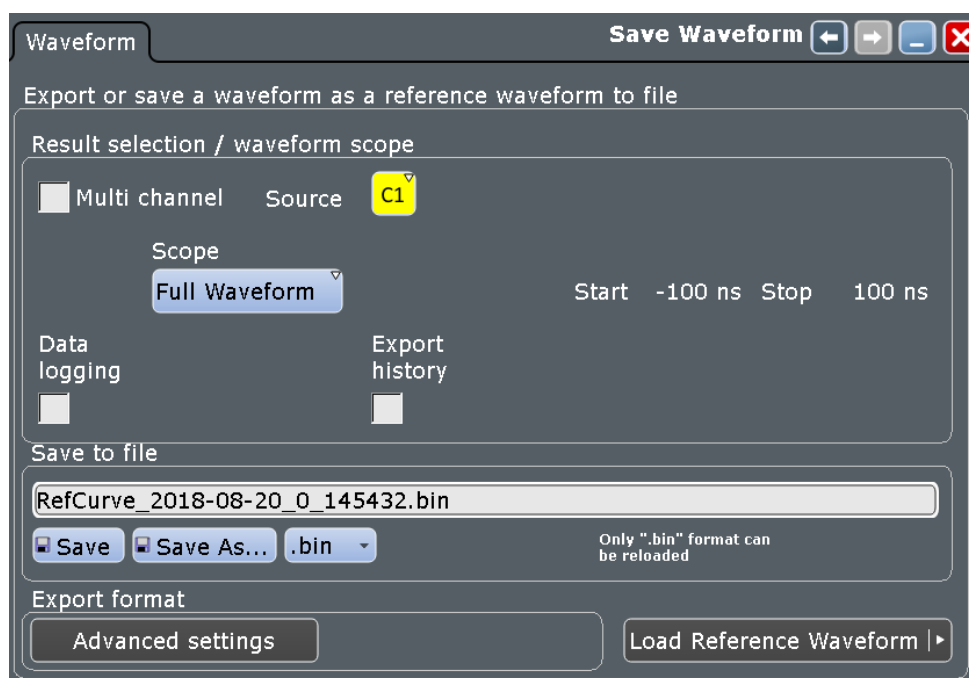 Waveform
Save Waveform
Export or save a waveform as a reference waveform to file
Result selection / waveform scope
Multi channel Source C1
Scope
Full Waveform Start -100 ns Stop 100 ns
Data Export
logging history
Save to file
RefCurve_2018-08-20_0_145432.bin
Save Save As... .bin Only ".bin" format can
be reloaded
Export format
Advanced settings Load Reference Waveform